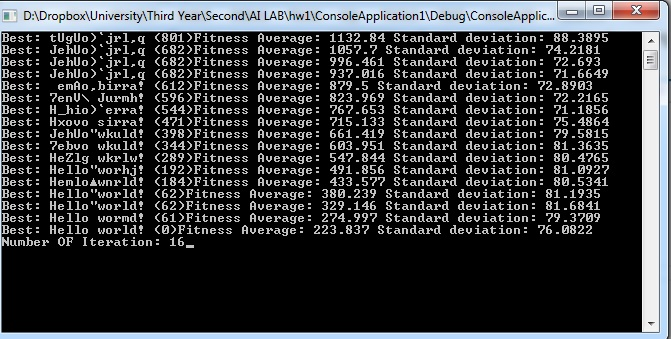 D:\Dropbox\University\Third Year\Second\AI LAB\hw1\ConsoleApplication1\Debug\ConsoleApplic...
Best: tUgUo)`jrl,q (801)Fitness Average: 1132.84 Standard deviation: 88.3895
Best: JehUo)`jrl,q (682)Fitness Average: 1057.7 Standard deviation: 74.2181
Best: JehUo)`jrl,q (682)Fitness Average: 996.461 Standard deviation: 72.693
Best: JehUo)`jrl,q (682)Fitness Average: 937.016 Standard deviation: 71.6649
Best:  _emAo,birra! (612)Fitness Average: 879.5 Standard deviation: 72.8903
Best: 7enV\ Jurmh! (596)Fitness Average: 823.969 Standard deviation: 72.2165
Best: H_hio)`erra! (544)Fitness Average: 767.653 Standard deviation: 71.1856
Best: Hxqvo sixva! (471)Fitness Average: 715.133 Standard deviation: 75.4864
Best: JehUo"wkuld! (398)Fitness Average: 661.419 Standard deviation: 79.5815
Best: 7ebvo wkuld! (344)Fitness Average: 603.951 Standard deviation: 81.3635
Best: HeZlg wkrlw! (289)Fitness Average: 547.844 Standard deviation: 80.4765
Best: Hello"worhj! (192)Fitness Average: 491.856 Standard deviation: 81.0927
Best: Hemlo▲wnrld! (184)Fitness Average: 433.577 Standard deviation: 80.5341
Best: Hello"world! (62)Fitness Average: 380.239 Standard deviation: 81.1935
Best: Hello"world! (62)Fitness Average: 329.146 Standard deviation: 81.6841
Best: Hello wormd! (61)Fitness Average: 274.997 Standard deviation: 79.3709
Best: Hello world! (0)Fitness Average: 223.837 Standard deviation: 76.0822
Number OF Iteration: 16_